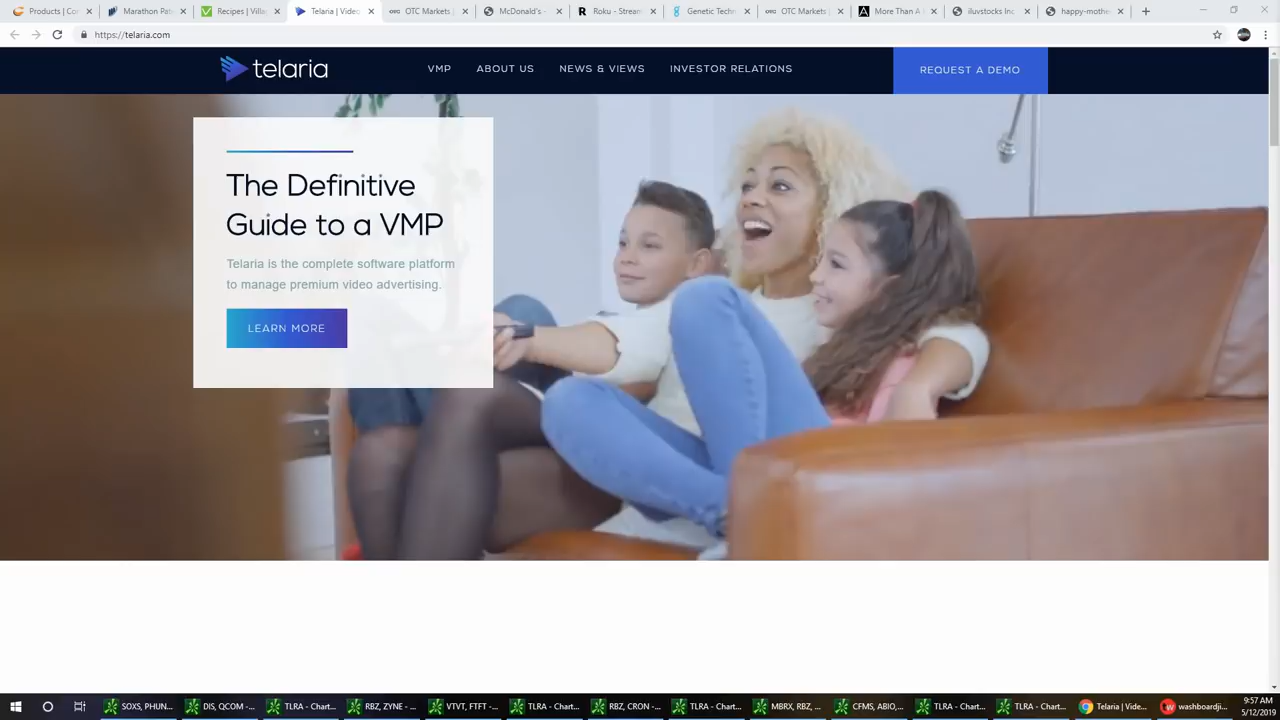 Products | Cor
Marathon Pate
Recipes | Villag
Telaria | Video
OTC Markets |
McDonald's -
Roku - Stream
Genetic Techn
OTC Markets |
More Than A
iluvstocks Inc
happy-mothe
https://telaria.com
telaria
VMP
ABOUT US
NEWS & VIEWS
INVESTOR RELATIONS
REQUEST A DEMO
The Definitive
Guide to a VMP
Telaria is the complete software platform
to manage premium video advertising.
LEARN MORE
SOXS, PHUN...
DIS, QCOM -...
TLRA - Chart...
RBZ, ZYNE - ...
VTVT, FTFT - ...
TLRA - Chart...
RBZ, CRON - ...
TLRA - Chart...
MBRX, RBZ, ...
CFMS, ABIO,...
TLRA - Chart...
TLRA - Chart...
Telaria | Vide...
washboardji...
9:57 AM
5/12/2019